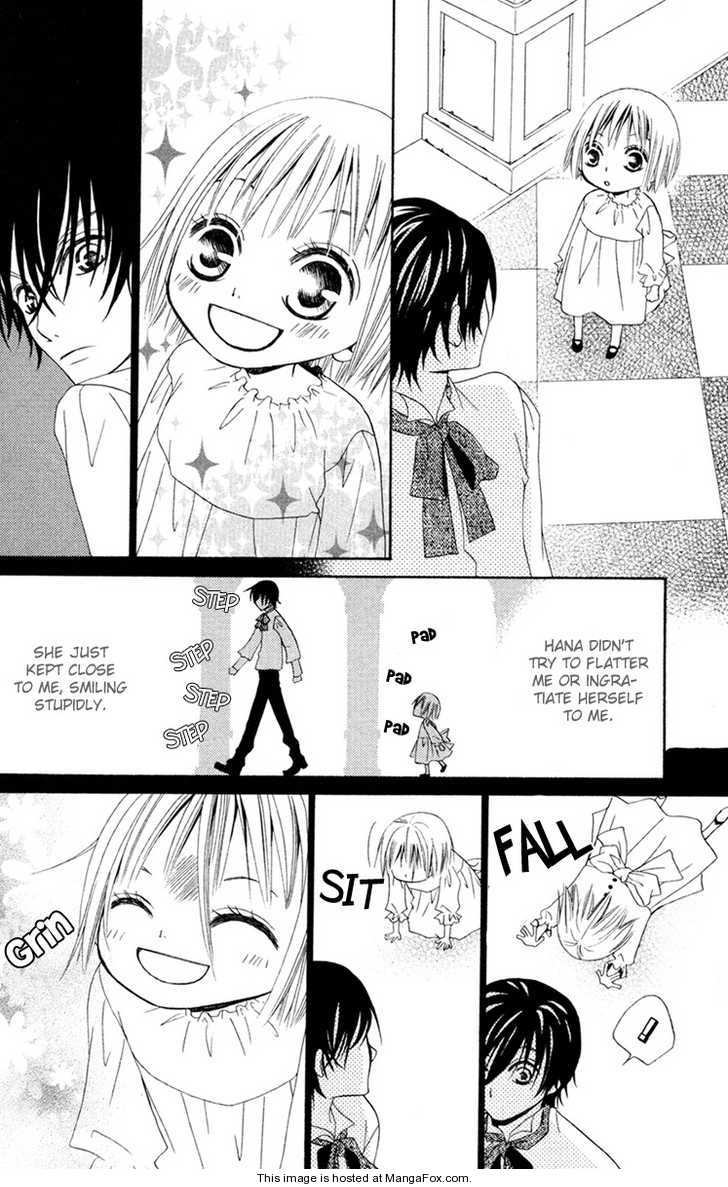 HANA DIDN'T
TRY TO FLATTER
ME OR INGRA-
TIATE HERSELF
TO ME.
PAD
PAD
PAD
STEP
STEP
STEP
STEP
SHE JUST
KEPT CLOSE
TO ME, SMILING
STUPIDLY.
FALL
!
SIT
Grin
This image is hosted at MangaFox.com.